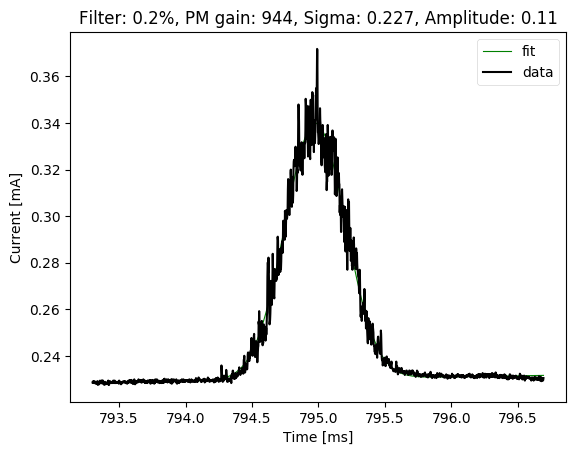 Filter: 0.2%, PM gain: 944, Sigma: 0.227, Amplitude: 0.11
fit
data
0.36
0.34
0.32
0.30
0.28
0.26
0.24
Current [mA]
793.5 794.0 794.5 795.0 795.5 796.0 796.5
Time [ms]